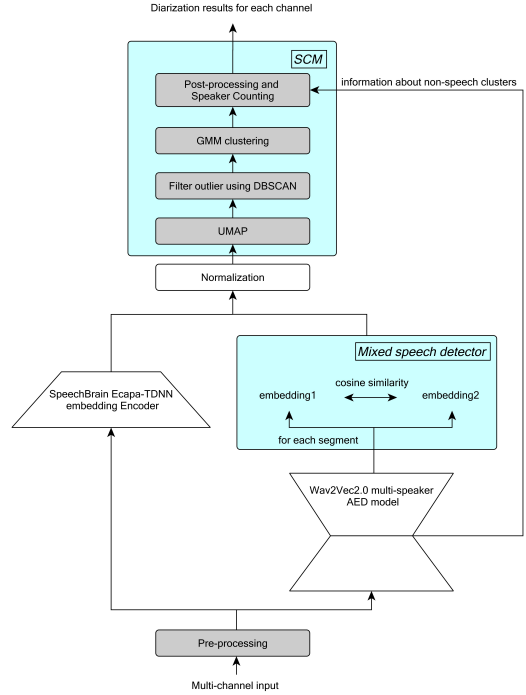 Diarization results for each channel
SCM
Post-processing and
Speaker Counting
information about non-speech clusters
GMM clustering
Filter outlier using DBSCAN
UMAP
Normalization
Mixed speech detector
SpeechBrain Ecapa-TDNN
embedding Encoder
cosine similarity
embedding1
embedding2
for each segment
Wav2Vec2.0 multi-speaker
AED model
Pre-processing
Multi-channel input